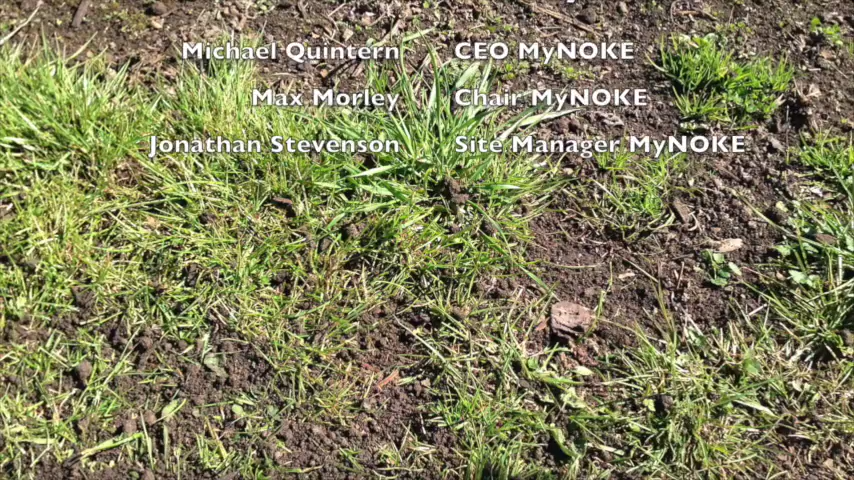 Michael Quintern CEO MyNOKE
Max Morley Chair MyNOKE
Jonathan Stevenson Site Manager MyNOKE